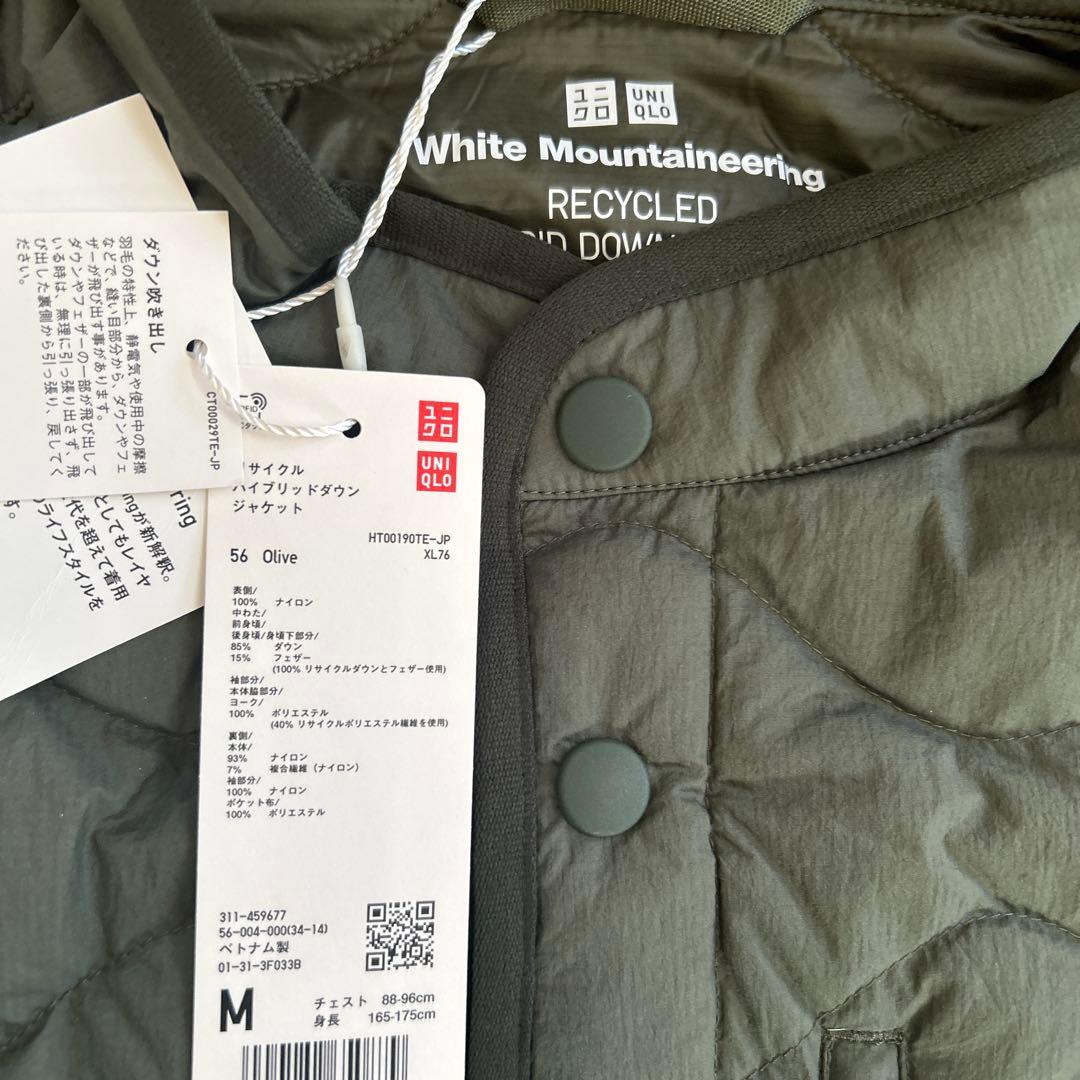 ユニ
クロ
UNI
QLO
White Mountaineering
RECYCLED
DOWN
ダウン吹き出し
羽毛の特性上、静電気や使用中の摩擦
などで、縫い目部分から、ダウンやフェ
ザーが飛び出す事があります。
ダウンやフェザーの一部が飛び出して
いる時は、無理に引っ張り出さず、飛
び出した裏側から引っ張り、戻してく
ださい。
CT00029TE-JP
ringが新解釈。
としてもレイヤ
代を超えて着用
ライフスタイルを
す。
ユニ
クロ
UNI
QLO
リサイクル
ハイブリッドダウン
ジャケット
HT00190TE-JP
XL76
56 Olive
表側/
100% ナイロン
中わた/
前身頃/
後身頃/身頃下部分/
85% ダウン
15% フェザー
(100% リサイクルダウンとフェザー使用)
袖部分/
本体脇部分/
ヨーク/
100% ポリエステル
(40% リサイクルポリエステル繊維を使用)
裏側/
本体/
93% ナイロン
7% 複合繊維 (ナイロン)
袖部分/
100% ナイロン
ポケット布/
100% ポリエステル
311-459677
56-004-000(34-14)
ベトナム製
01-31-3F033B
M
チェスト 88-96cm
身長 165-175cm